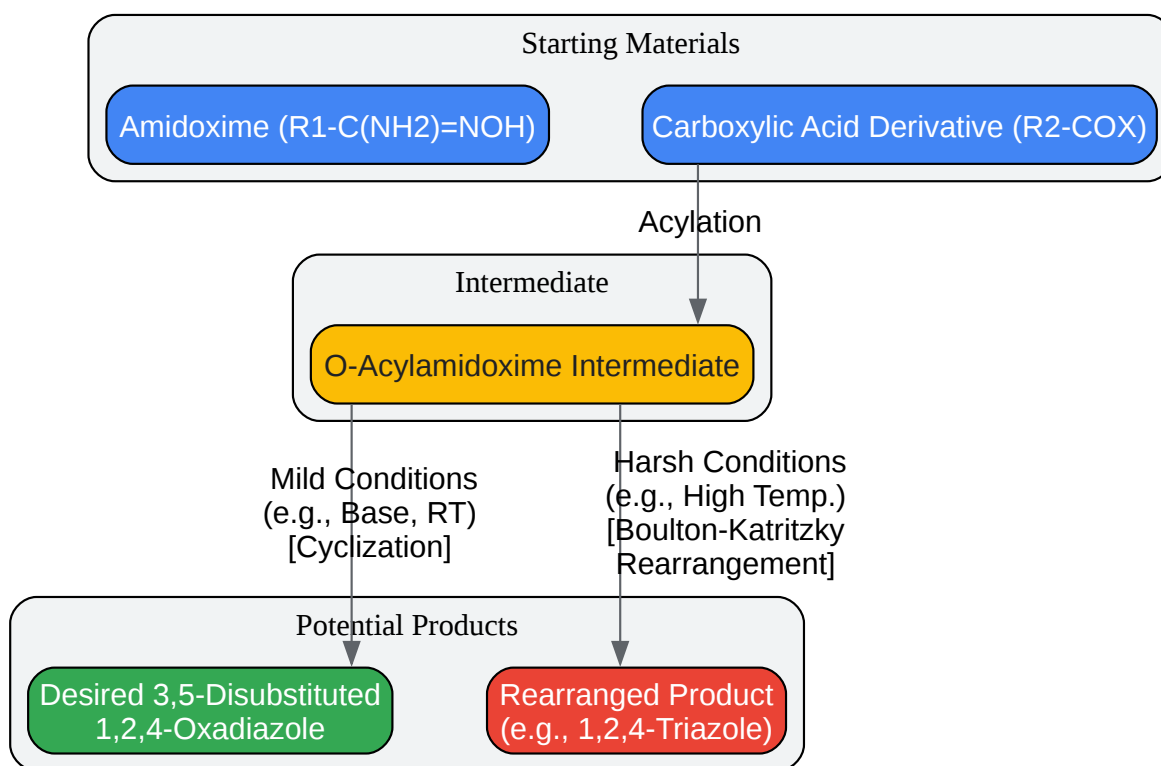 Starting Materials
Amidoxime (R1-C(NH2)=NOH)
Carboxylic Acid Derivative (R2-COX)
Acylation
Intermediate
O-Acylamidoxime Intermediate
Mild Conditions
(e.g., Base, RT)
[Cyclization]
Harsh Conditions
(e.g., High Temp.)
[Boulton-Katritzky
Rearrangement]
Potential Products
Desired 3,5-Disubstituted
1,2,4-Oxadiazole
Rearranged Product
(e.g., 1,2,4-Triazole)